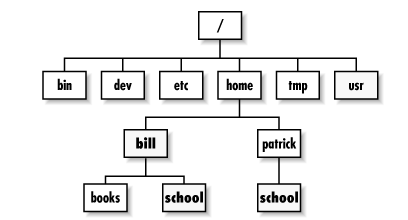 /
bin dev etc home tmp usr
bill patrick
books school school